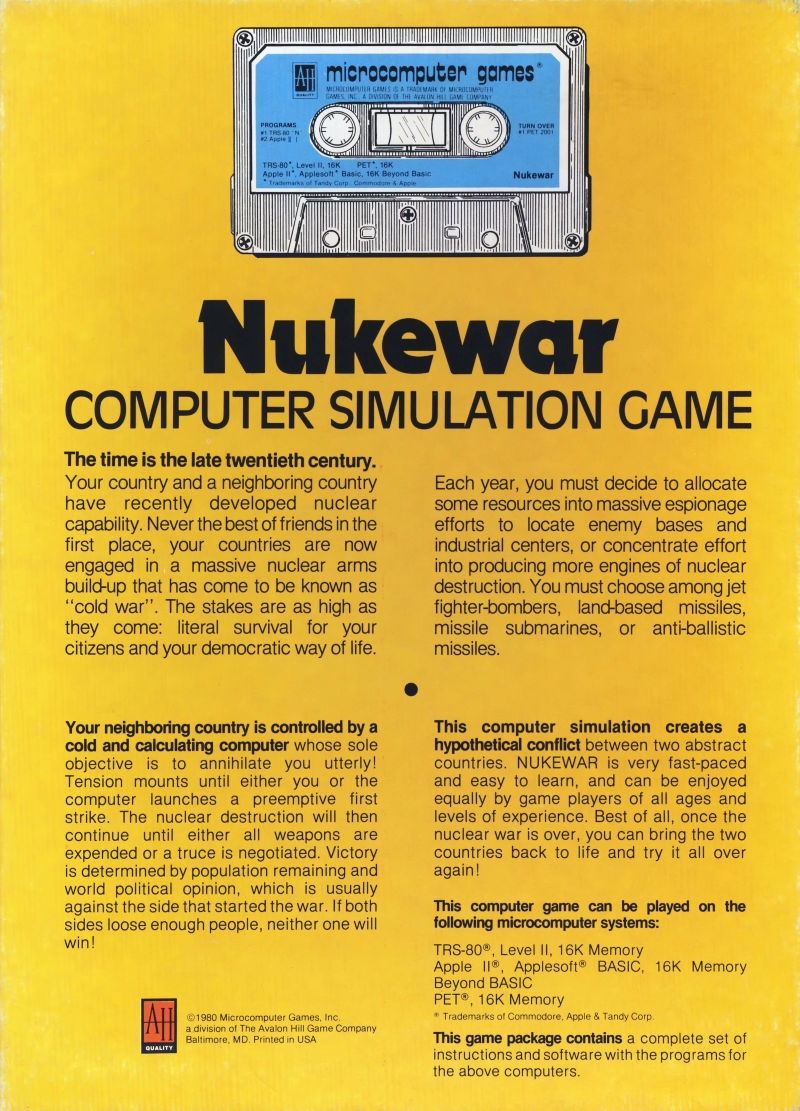 AH
QUALITY
microcomputer games®
MICROCOMPUTER GAMES IS A TRADEMARK OF MICROCOMPUTER
GAMES, INC. A DIVISION OF THE AVALON HILL GAME COMPANY
PROGRAMS
#1 TRS-80
#2 Apple ][
TURN OVER
#1 PET 2001
TRS-80*, Level II, 16K PET*, 16K
Apple II*, Applesoft* Basic, 16K Beyond Basic
* Trademarks of Tandy Corp. Commodore & Apple
Nukewar
Nukewar
COMPUTER SIMULATION GAME
The time is the late twentieth century.
Your country and a neighboring country
have recently developed nuclear
capability. Never the best of friends in the
first place, your countries are now
engaged in a massive nuclear arms
build-up that has come to be known as
"cold war". The stakes are as high as
they come: literal survival for your
citizens and your democratic way of life.
Each year, you must decide to allocate
some resources into massive espionage
efforts to locate enemy bases and
industrial centers, or concentrate effort
into producing more engines of nuclear
destruction. You must choose among jet
fighter-bombers, land-based missiles,
missile submarines, or anti-ballistic
missiles.
Your neighboring country is controlled by a
cold and calculating computer whose sole
objective is to annihilate you utterly!
Tension mounts until either you or the
computer launches a preemptive first
strike. The nuclear destruction will then
continue until either all weapons are
expended or a truce is negotiated. Victory
is determined by population remaining and
world political opinion, which is usually
against the side that started the war. If both
sides loose enough people, neither one will
win!
This computer simulation creates a
hypothetical conflict between two abstract
countries. NUKEWAR is very fast-paced
and easy to learn, and can be enjoyed
equally by game players of all ages and
levels of experience. Best of all, once the
nuclear war is over, you can bring the two
countries back to life and try it all over
again!
This computer game can be played on the
following microcomputer systems:
TRS-80®, Level II, 16K Memory
Apple II®, Applesoft® BASIC, 16K Memory
Beyond BASIC
PET®, 16K Memory
® Trademarks of Commodore, Apple & Tandy Corp.
This game package contains a complete set of
instructions and software with the programs for
the above computers.
AH
QUALITY
©1980 Microcomputer Games, Inc.
a division of The Avalon Hill Game Company
Baltimore, MD. Printed in USA